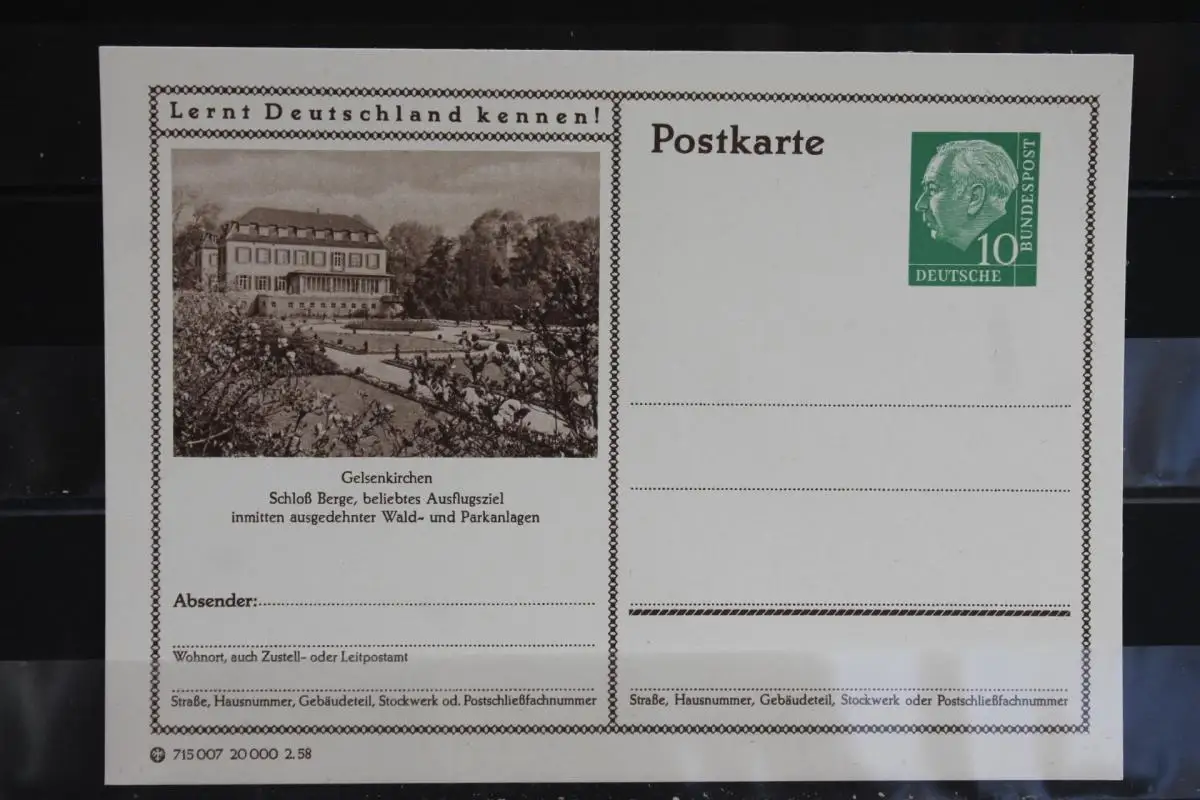 Lernt Deutschland kennen!
Gelsenkirchen
Schloß Berge, beliebtes Ausflugsziel
inmitten ausgedehnter Wald- und Parkanlagen
Absender:
Wohnort, auch Zustell- oder Leitpostamt
Straße, Hausnummer, Gebäudeteil, Stockwerk od. Postschließfachnummer
715 007 20 000 2.58
Postkarte
10
DEUTSCHE
BUNDESPOST
Straße, Hausnummer, Gebäudeteil, Stockwerk oder Postschließfachnummer